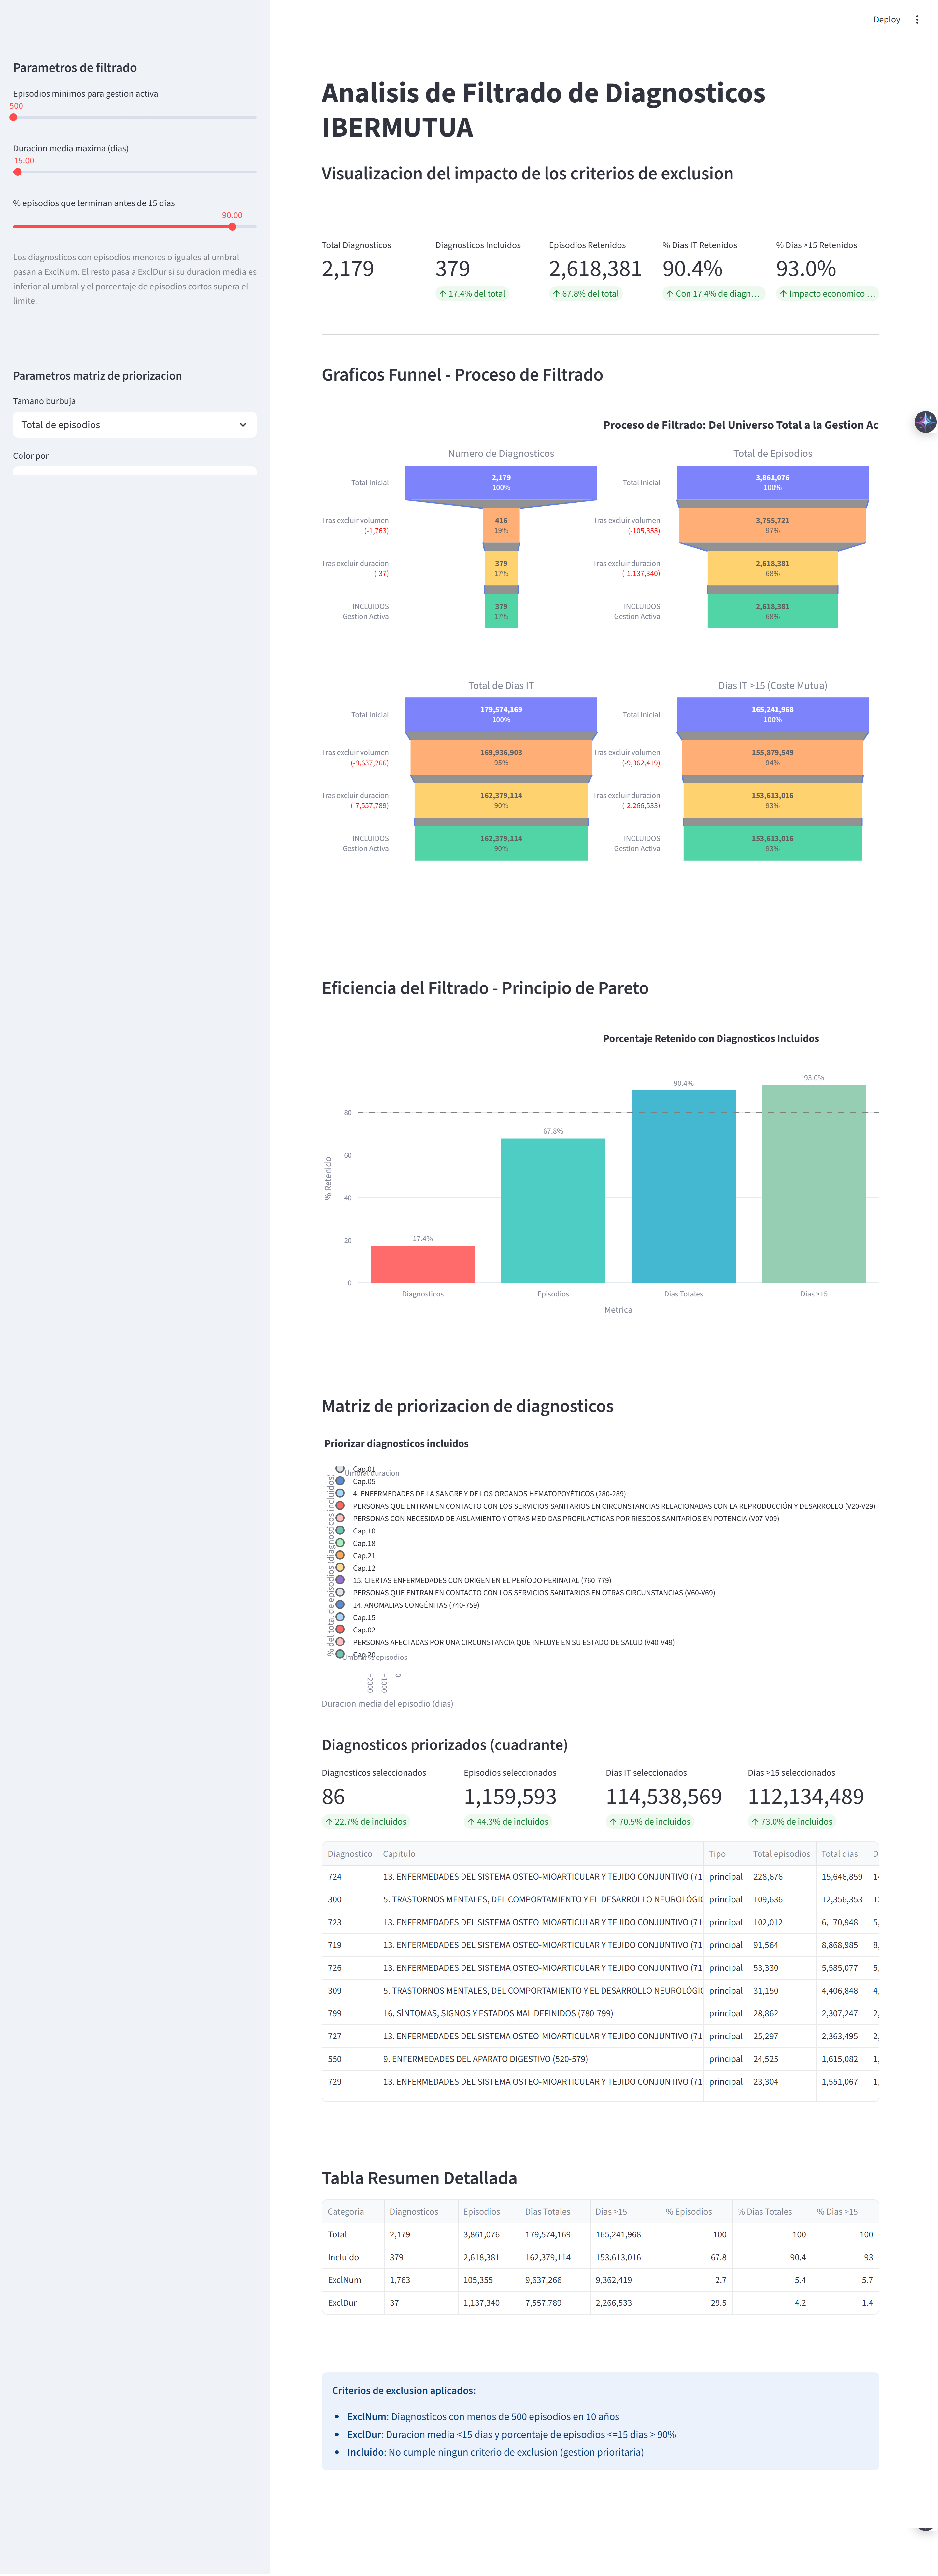 Deploy
Parametros de filtrado
Episodios minimos para gestion activa
500
Duracion media maxima (dias)
15.00
% episodios que terminan antes de 15 dias
90.00
Los diagnosticos con episodios menores o iguales al umbral
pasan a ExclNum. El resto pasa a ExclDur si su duracion media es
inferior al umbral y el porcentaje de episodios cortos supera el
limite.
Parametros matriz de priorizacion
Tamano burbuja
Total de episodios
Color por
Analisis de Filtrado de Diagnosticos
IBERMUTUA
Visualizacion del impacto de los criterios de exclusion
Total Diagnosticos
2,179
Diagnosticos Incluidos
379
↑ 17.4% del total
Episodios Retenidos
2,618,381
↑ 67.8% del total
% Dias IT Retenidos
90.4%
↑ Con 17.4% de diagn…
% Dias >15 Retenidos
93.0%
↑ Impacto economico …
Graficos Funnel - Proceso de Filtrado
Proceso de Filtrado: Del Universo Total a la Gestion Ac
Numero de Diagnosticos
Total Inicial
2,179
100%
Tras excluir volumen
(-1,763)
416
19%
Tras excluir duracion
(-37)
379
17%
INCLUIDOS
Gestion Activa
379
17%
Total de Episodios
Total Inicial
3,861,076
100%
Tras excluir volumen
(-105,355)
3,755,721
97%
Tras excluir duracion
(-1,137,340)
2,618,381
68%
INCLUIDOS
Gestion Activa
2,618,381
68%
Total de Dias IT
Total Inicial
179,574,169
100%
Tras excluir volumen
(-9,637,266)
169,936,903
95%
Tras excluir duracion
(-7,557,789)
162,379,114
90%
INCLUIDOS
Gestion Activa
162,379,114
90%
Dias IT >15 (Coste Mutua)
Total Inicial
165,241,968
100%
Tras excluir volumen
(-9,362,419)
155,879,549
94%
Tras excluir duracion
(-2,266,533)
153,613,016
93%
INCLUIDOS
Gestion Activa
153,613,016
93%
Eficiencia del Filtrado - Principio de Pareto
Porcentaje Retenido con Diagnosticos Incluidos
% Retenido
80
60
40
20
0
17.4%
67.8%
90.4%
93.0%
Diagnosticos
Episodios
Dias Totales
Dias >15
Metrica
Matriz de priorizacion de diagnosticos
Priorizar diagnosticos incluidos
% del total de episodios (diagnosticos incluidos)
Cap.01
Umbral duracion
Cap.05
4. ENFERMEDADES DE LA SANGRE Y DE LOS ORGANOS HEMATOPOYÉTICOS (280-289)
PERSONAS QUE ENTRAN EN CONTACTO CON LOS SERVICIOS SANITARIOS EN CIRCUNSTANCIAS RELACIONADAS CON LA REPRODUCCIÓN Y DESARROLLO (V20-V29)
PERSONAS CON NECESIDAD DE AISLAMIENTO Y OTRAS MEDIDAS PROFILACTICAS POR RIESGOS SANITARIOS EN POTENCIA (V07-V09)
Cap.10
Cap.18
Cap.21
Cap.12
15. CIERTAS ENFERMEDADES CON ORIGEN EN EL PERÍODO PERINATAL (760-779)
PERSONAS QUE ENTRAN EN CONTACTO CON LOS SERVICIOS SANITARIOS EN OTRAS CIRCUNSTANCIAS (V60-V69)
14. ANOMALIAS CONGÉNITAS (740-759)
Cap.15
Cap.02
PERSONAS AFECTADAS POR UNA CIRCUNSTANCIA QUE INFLUYE EN SU ESTADO DE SALUD (V40-V49)
Cap.20
Umbral % episodios
−2000
−1000
0
Duracion media del episodio (dias)
Diagnosticos priorizados (cuadrante)
Diagnosticos seleccionados
86
↑ 22.7% de incluidos
Episodios seleccionados
1,159,593
↑ 44.3% de incluidos
Dias IT seleccionados
114,538,569
↑ 70.5% de incluidos
Dias >15 seleccionados
112,134,489
↑ 73.0% de incluidos
Diagnostico Capitulo Tipo Total episodios Total dias D
724 13. ENFERMEDADES DEL SISTEMA OSTEO-MIOARTICULAR Y TEJIDO CONJUNTIVO (710 principal 228,676 15,646,859 14
300 5. TRASTORNOS MENTALES, DEL COMPORTAMIENTO Y EL DESARROLLO NEUROLÓGIC principal 109,636 12,356,353 12
723 13. ENFERMEDADES DEL SISTEMA OSTEO-MIOARTICULAR Y TEJIDO CONJUNTIVO (710 principal 102,012 6,170,948 5,
719 13. ENFERMEDADES DEL SISTEMA OSTEO-MIOARTICULAR Y TEJIDO CONJUNTIVO (710 principal 91,564 8,868,985 8
726 13. ENFERMEDADES DEL SISTEMA OSTEO-MIOARTICULAR Y TEJIDO CONJUNTIVO (710 principal 53,330 5,585,077 5
309 5. TRASTORNOS MENTALES, DEL COMPORTAMIENTO Y EL DESARROLLO NEUROLÓGIC principal 31,150 4,406,848 4
799 16. SÍNTOMAS, SIGNOS Y ESTADOS MAL DEFINIDOS (780-799) principal 28,862 2,307,247 2
727 13. ENFERMEDADES DEL SISTEMA OSTEO-MIOARTICULAR Y TEJIDO CONJUNTIVO (710 principal 25,297 2,363,495 2,
550 9. ENFERMEDADES DEL APARATO DIGESTIVO (520-579) principal 24,525 1,615,082 1
729 13. ENFERMEDADES DEL SISTEMA OSTEO-MIOARTICULAR Y TEJIDO CONJUNTIVO (710 principal 23,304 1,551,067 1
Tabla Resumen Detallada
Categoria Diagnosticos Episodios Dias Totales Dias >15 % Episodios % Dias Totales % Dias >15
Total 2,179 3,861,076 179,574,169 165,241,968 100 100 100
Incluido 379 2,618,381 162,379,114 153,613,016 67.8 90.4 93
ExclNum 1,763 105,355 9,637,266 9,362,419 2.7 5.4 5.7
ExclDur 37 1,137,340 7,557,789 2,266,533 29.5 4.2 1.4
Criterios de exclusion aplicados:
• ExclNum: Diagnosticos con menos de 500 episodios en 10 años
• ExclDur: Duracion media <15 dias y porcentaje de episodios <=15 dias > 90%
• Incluido: No cumple ningun criterio de exclusion (gestion prioritaria)